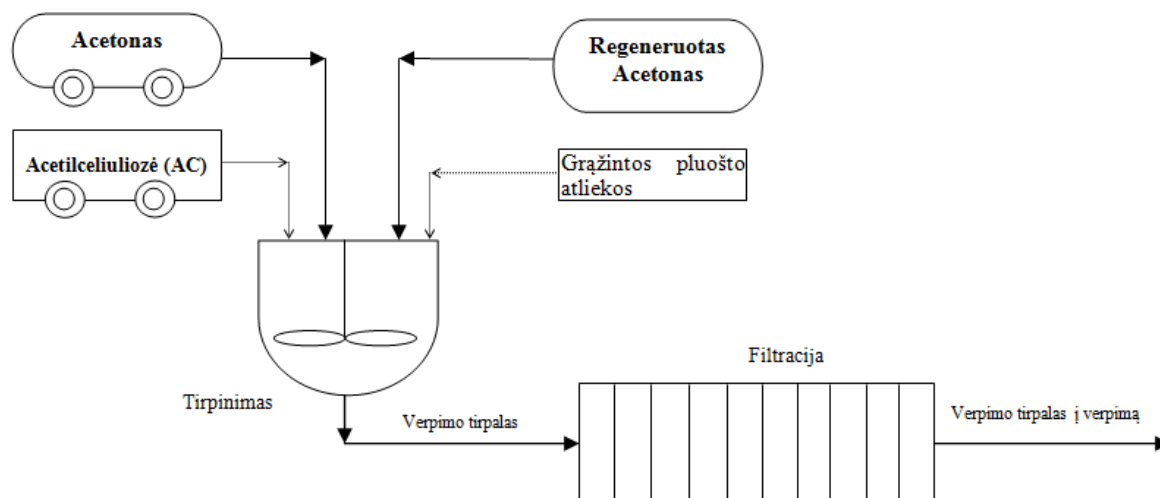 Acetonas
Regeneruotas
Acetonas
Acetilceliuliozė (AC)
Grąžintos pluošto
atliekos
Filtracija
Tirpinimas
Verpimo tirpalas
Verpimo tirpalas į verpimą